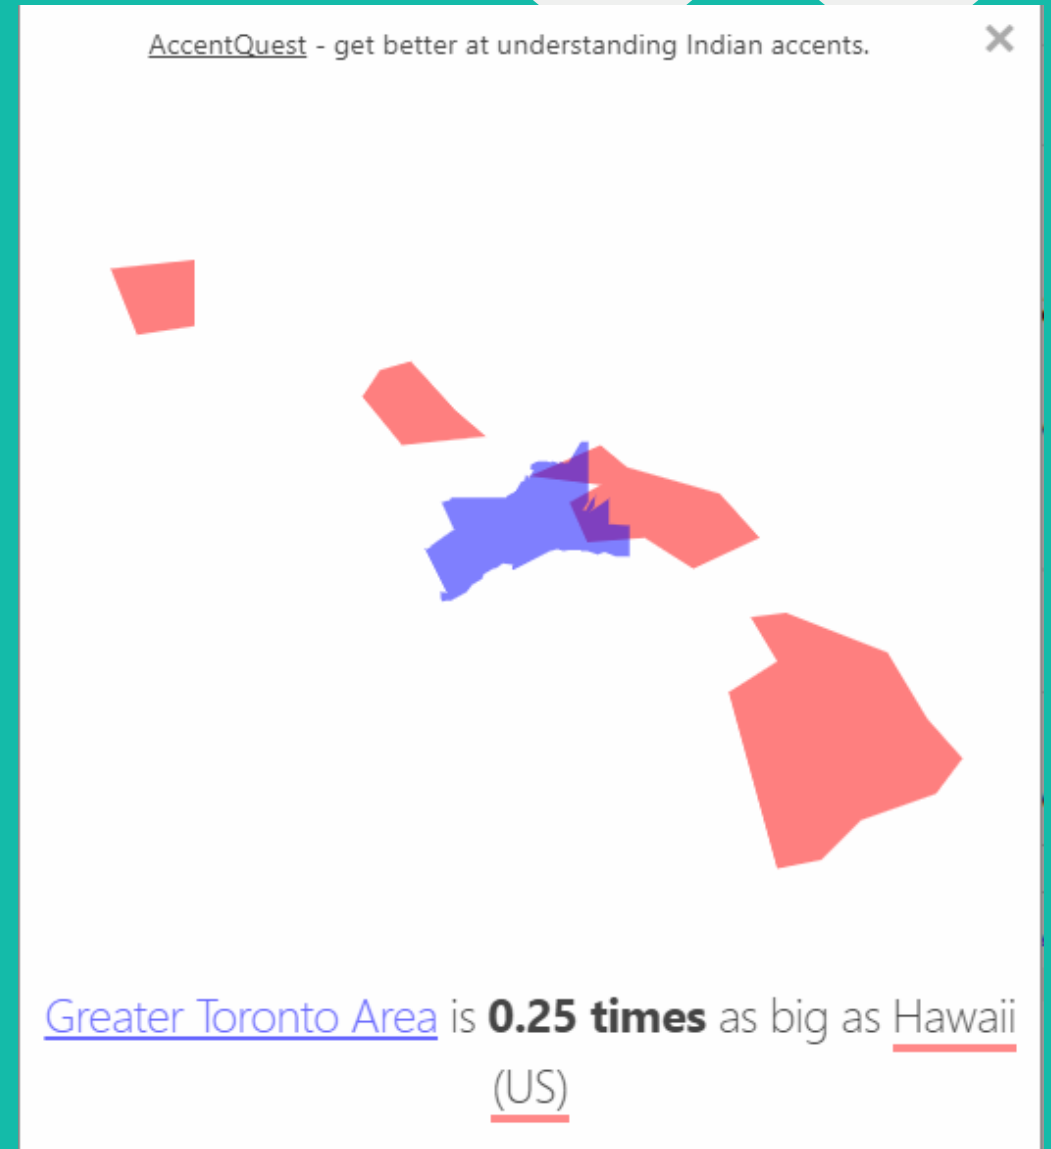 AccentQuest - get better at understanding Indian accents.
×
Greater Toronto Area is 0.25 times as big as Hawaii
(US)